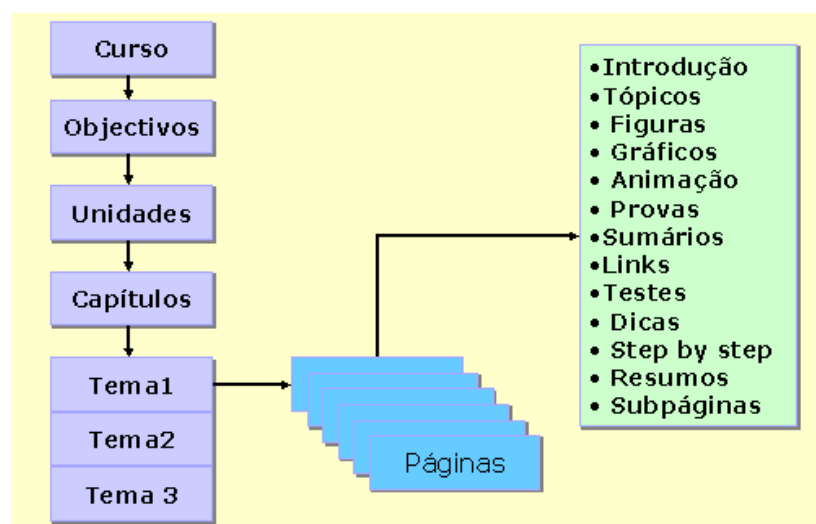 Curso
Objectivos
Unidades
Capítulos
Tema1
Tema2
Tema 3
Páginas
•Introdução
•Tópicos
• Figuras
• Gráficos
• Animação
• Provas
•Sumários
•Links
•Testes
• Dicas
• Step by step
• Resumos
• Subpáginas